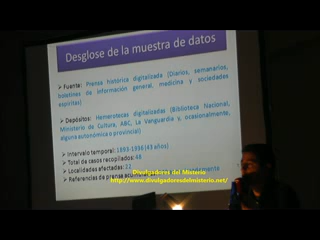 Desglose de la muestra de datos
Fuente: Prensa histórica digitalizada (Diarios, semanarios,
boletines de información general, medicina y sociedades
espíritas)
Depósitos: Hemerotecas digitalizadas (Biblioteca Nacional,
Ministerio de Cultura, ABC, La Vanguardia y, ocasionalmente,
alguna autonómica o provincial)
Intervalo temporal: 1893-1936 (43 años)
Total de casos recopilados: 48
Localidades afectadas: 22
Referencias de prensa
Divulgadores del Misterio
http://www.divulgadoresdelmisterio.net/